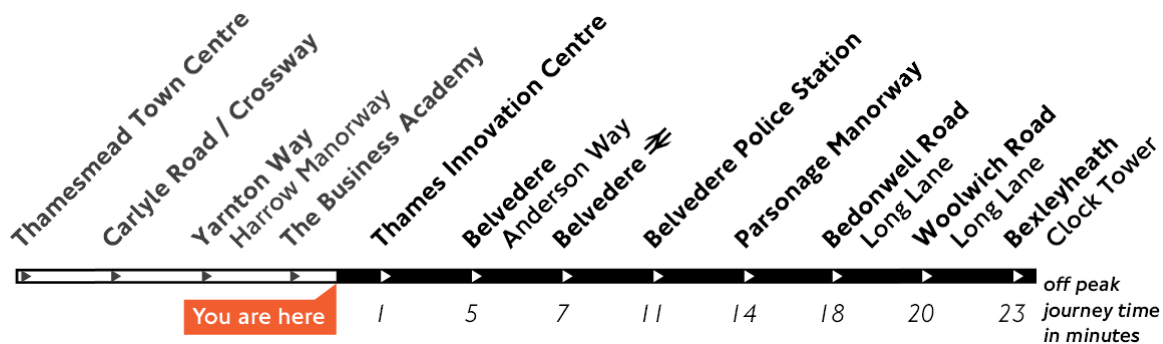 Thamesmead Town Centre
Carlyle Road / Crossway
Yarnton Way
Harrow Manorway
The Business Academy
Thames Innovation Centre
Belvedere
Anderson Way
Belvedere
Belvedere Police Station
Parsonage Manorway
Bedonwell Road
Long Lane
Woolwich Road
Long Lane
Bexleyheath
Clock Tower
You are here
1 5 7 11 14 18 20 23
off peak
journey time
in minutes